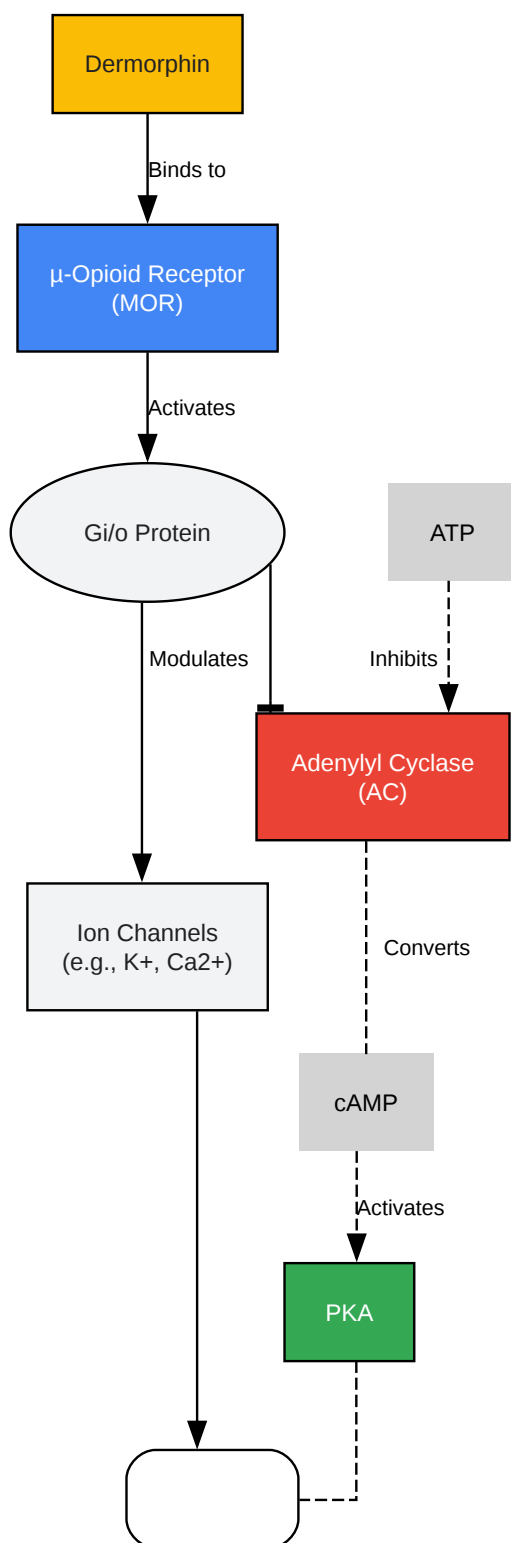 Dermorphin
Binds to
µ-Opioid Receptor
(MOR)
Activates
Gi/o Protein
ATP
Modulates
Inhibits
Adenylyl Cyclase
(AC)
Ion Channels
(e.g., K+, Ca2+)
Converts
cAMP
Activates
PKA